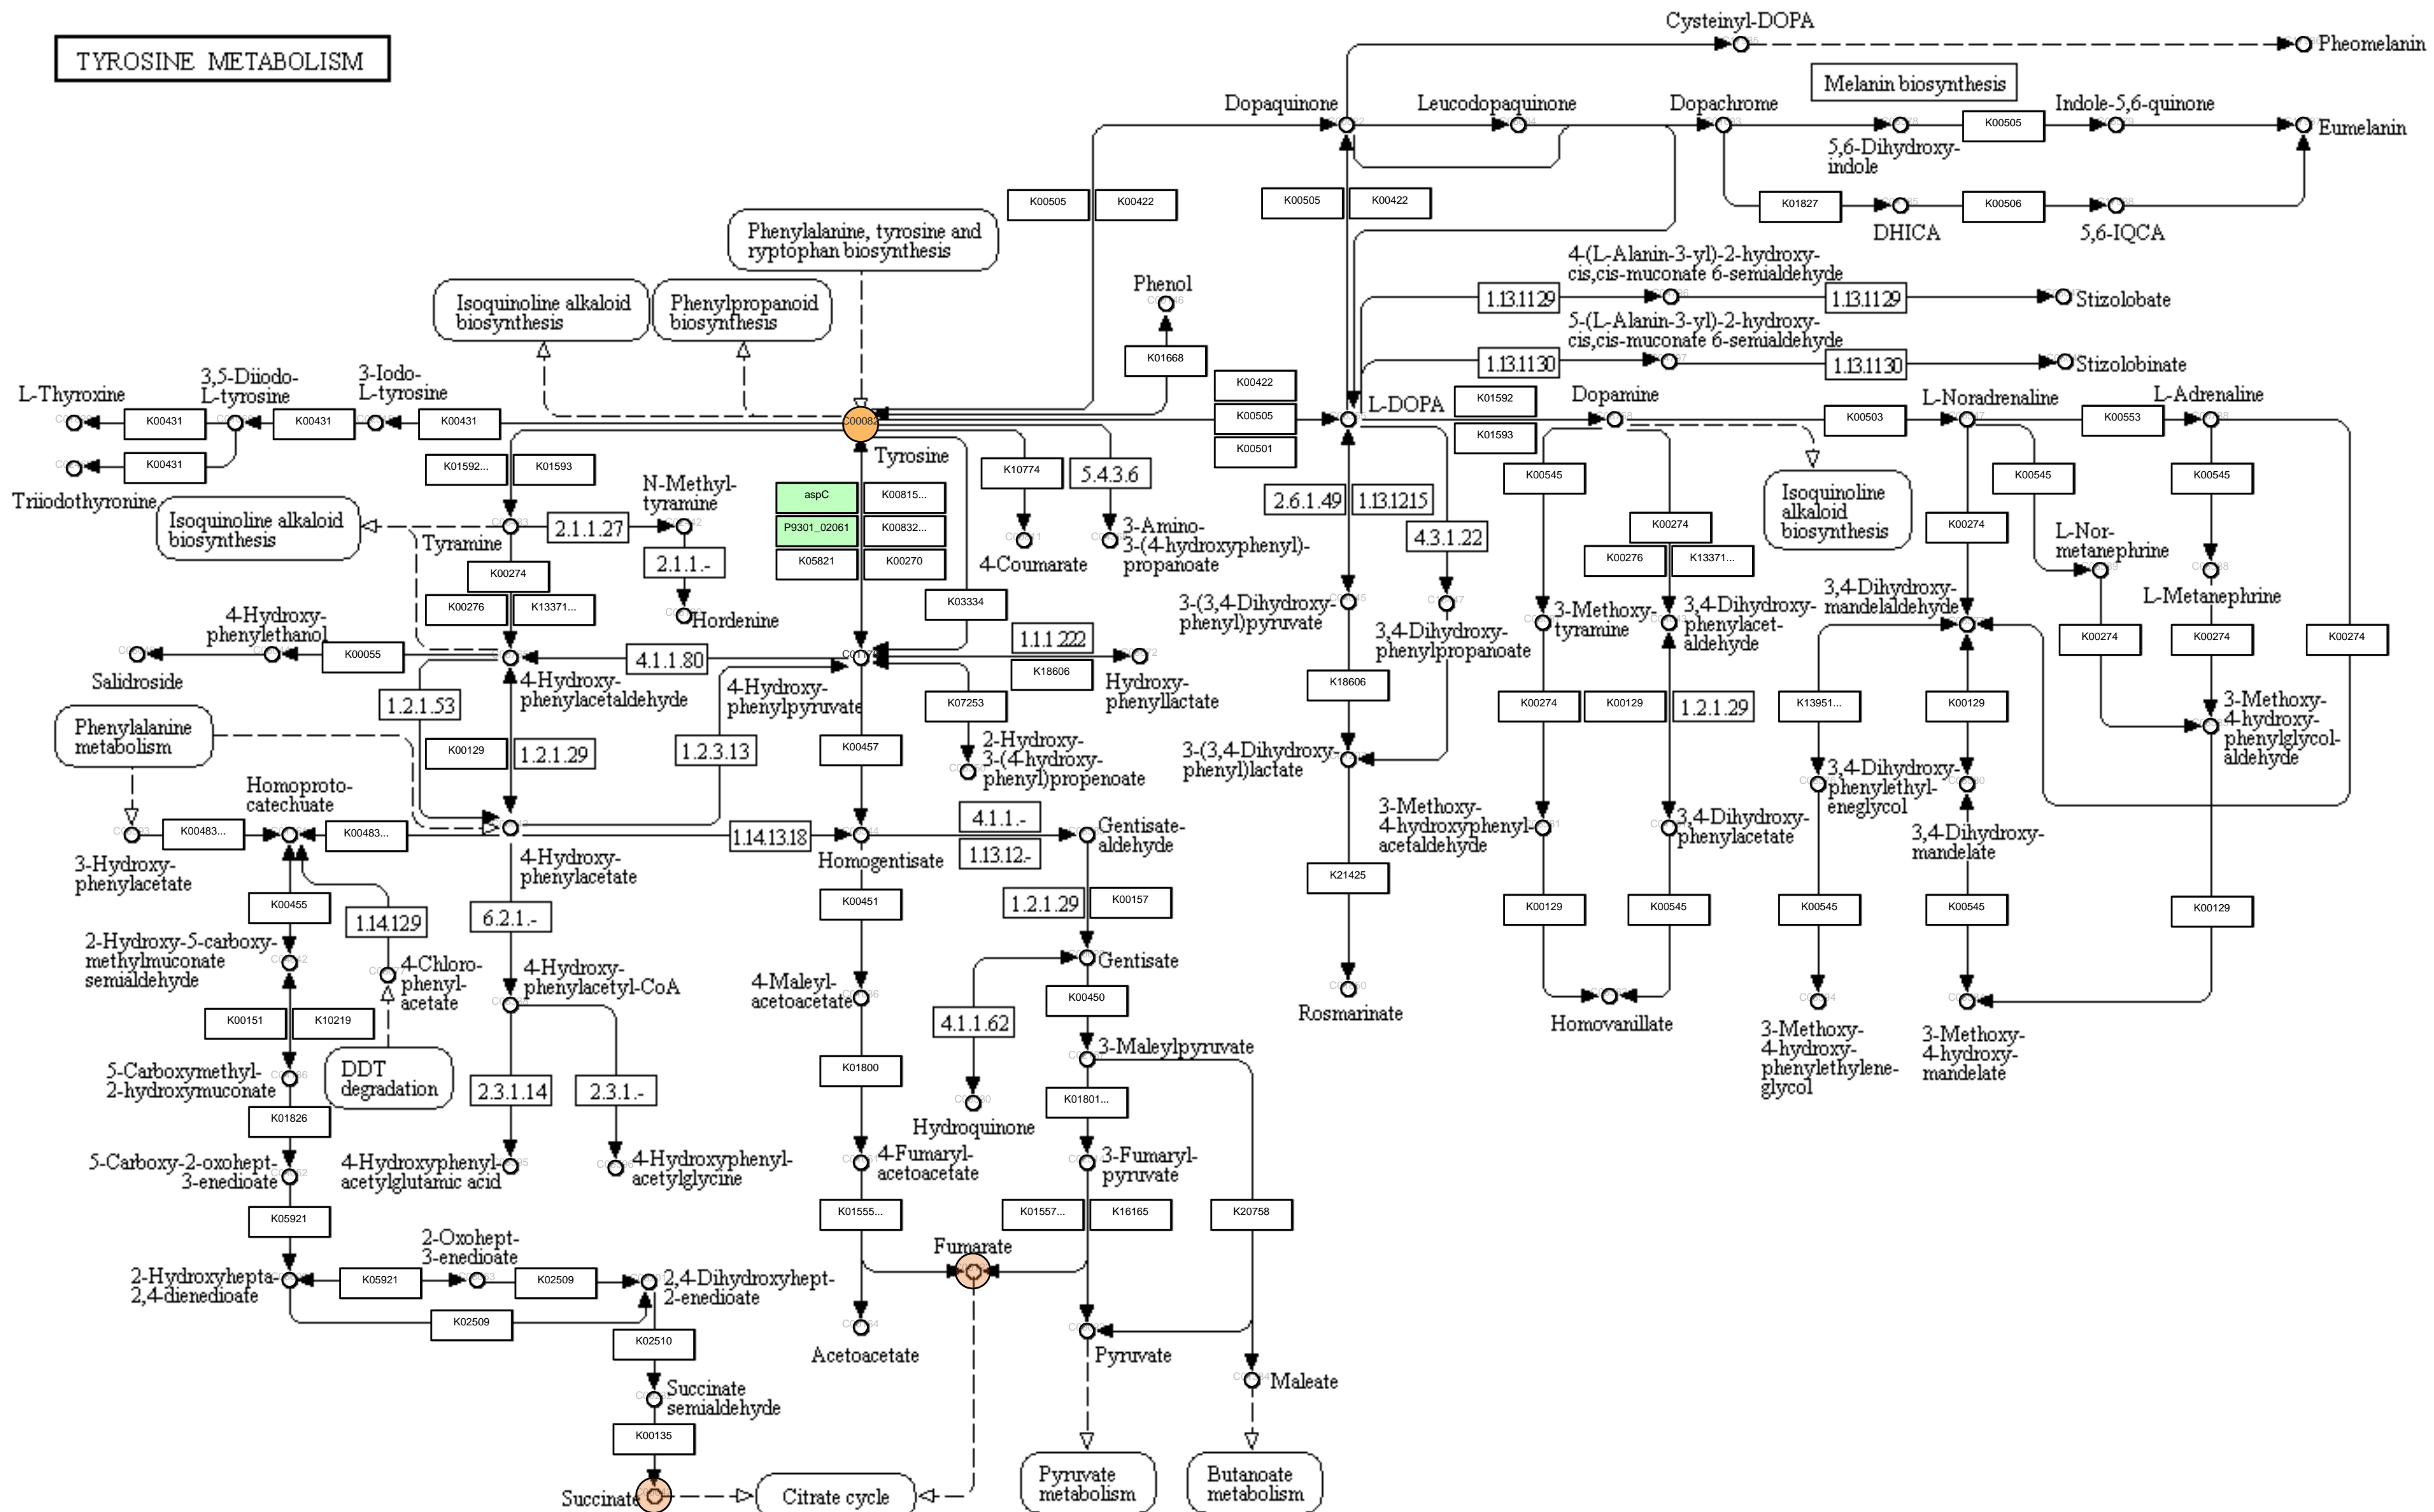 TYROSINE METABOLISM
Cysteinyl-DOPA
Pheomelanin
Melanin biosynthesis
Dopaquinone
Leucodopaquinone
Dopachrome
Indole-5,6-quinone
K00505
Eumelanin
5,6-Dihydroxy-
indole
K00505
K00422
K00505
K00422
K01827
K00506
DHICA
5,6-IQCA
Phenylalanine, tyrosine and
ryptophan biosynthesis
4-(L-Alanin-3-yl)-2-hydroxy-
cis,cis-muconate 6-semialdehyde
Isoquinoline alkaloid
biosynthesis
Phenylpropanoid
biosynthesis
Phenol
1.13.1129
1.13.1129
Stizolobate
5-(L-Alanin-3-yl)-2-hydroxy-
cis,cis-muconate 6-semialdehyde
K01668
1.13.1130
1.13.1130
Stizolobinate
L-Thyroxine
3,5-Diiodo-
L-tyrosine
3-Iodo-
L-tyrosine
K00422
K01592
Dopamine
L-Noradrenaline
L-Adrenaline
K00431
K00431
K00431
C00082
K00505
L-DOPA
K00503
K00553
K01593
K00501
K00431
Tyrosine
Triiodothyronine
K01592...
K01593
N-Methyl-
tyramine
K10774
5.4.3.6
K00545
K00545
K00545
Isoquinoline
alkaloid
biosynthesis
aspC
K00815...
2.6.1.49
1.13.1215
Isoquinoline alkaloid
biosynthesis
Tyramine
2.1.1.27
P9301_02061
K00832...
3-Amino-
3-(4-hydroxyphenyl)-
propanoate
4.3.1.22
K00274
K00274
L-Nor-
metanephrine
2.1.1.-
K05821
K00270
4-Coumarate
K00276
K13371...
K00274
L-Metanephrine
K00276
K13371...
Hordenine
K03334
3-(3,4-Dihydroxy-
phenyl)pyruvate
3-Methoxy-
tyramine
3,4-Dihydroxy-
phenylacet-
aldehyde
3,4-Dihydroxy-
mandelaldehyde
4-Hydroxy-
phenylethanol
K00055
4.1.1.80
1.1.1.222
3,4-Dihydroxy-
phenylpropanoate
K00274
K00274
K00274
Salidroside
4-Hydroxy-
phenylacetaldehyde
4-Hydroxy-
phenylpyruvate
K18606
Hydroxy-
phenyllactate
K18606
1.2.1.53
K07253
K00274
K00129
1.2.1.29
K13951...
K00129
3-Methoxy-
4-hydroxy-
phenylglycol-
aldehyde
Phenylalanine
metabolism
K00129
1.2.1.29
1.2.3.13
K00457
2-Hydroxy-
3-(4-hydroxy-
phenyl)propenoate
3-(3,4-Dihydroxy-
phenyl)lactate
3,4-Dihydroxy-
phenylethyl-
eneglycol
Homoproto-
catechuate
3-Methoxy-
4-hydroxyphenyl-
acetaldehyde
3,4-Dihydroxy-
phenylacetate
3,4-Dihydroxy-
mandelate
K00483...
K00483...
1.14.13.18
4.1.1.-
1.13.12.-
Gentisate-
aldehyde
3-Hydroxy-
phenylacetate
4-Hydroxy-
phenylacetate
Homogentisate
K21425
K00455
1.14.129
6.2.1.-
K00451
1.2.1.29
K00157
K00129
K00545
K00545
K00545
K00129
2-Hydroxy-5-carboxy-
methylmuconate
semialdehyde
4-Chloro-
phenyl-
acetate
4-Hydroxy-
phenylacetyl-CoA
4-Maleyl-
acetoacetate
Gentisate
K00450
Rosmarinate
Homovanillate
3-Methoxy-
4-hydroxy-
phenylethylene-
glycol
3-Methoxy-
4-hydroxy-
mandelate
K00151
K10219
4.1.1.62
3-Maleylpyruvate
DDT
degradation
5-Carboxymethyl-
2-hydroxymuconate
2.3.1.14
2.3.1.-
K01800
K01801...
K01826
Hydroquinone
5-Carboxy-2-oxohept-
3-enedioate
4-Hydroxyphenyl-
acetylglutamic acid
4-Hydroxyphenyl-
acetylglycine
4-Fumaryl-
acetoacetate
3-Fumaryl-
pyruvate
K05921
K01555...
K01557...
K16165
K20758
2-Oxohept-
3-enedioate
Fumarate
2-Hydroxyhepta-
2,4-dienedioate
K05921
K02509
2,4-Dihydroxyhept-
2-enedioate
K02509
K02510
Acetoacetate
Pyruvate
Maleate
Succinate
semialdehyde
K00135
Succinate
Citrate cycle
Pyruvate
metabolism
Butanoate
metabolism